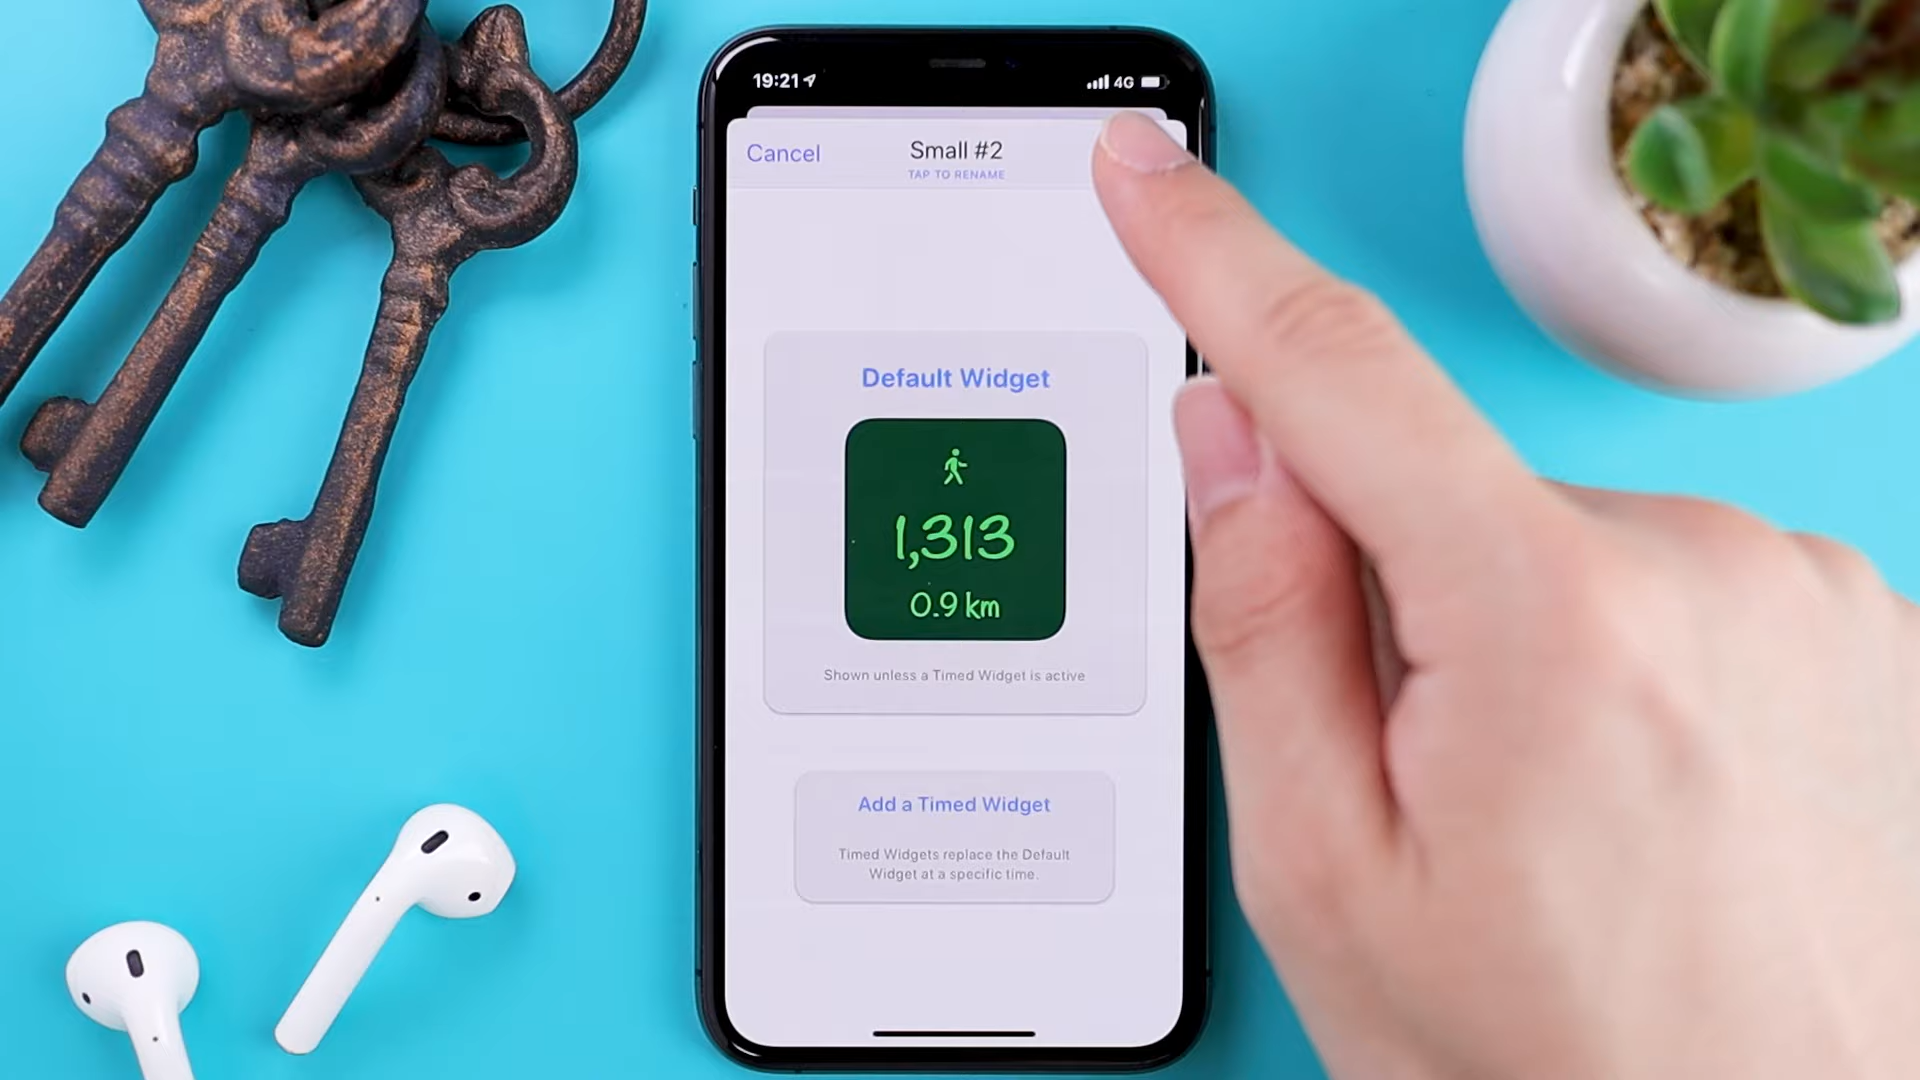 19:21
4G
Cancel
Small #2
TAP TO RENAME
Default Widget
1,313
0.9 km
Shown unless a Timed Widget is active
Add a Timed Widget
Timed Widgets replace the Default
Widget at a specific time.